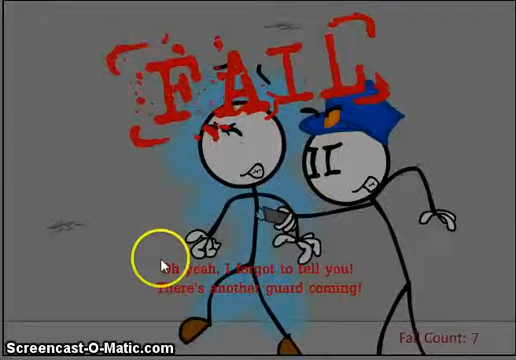 FAIL
Oh yeah, I forgot to tell you!
There's another guard coming!
Fail Count: 7
Screencast-O-Matic.com